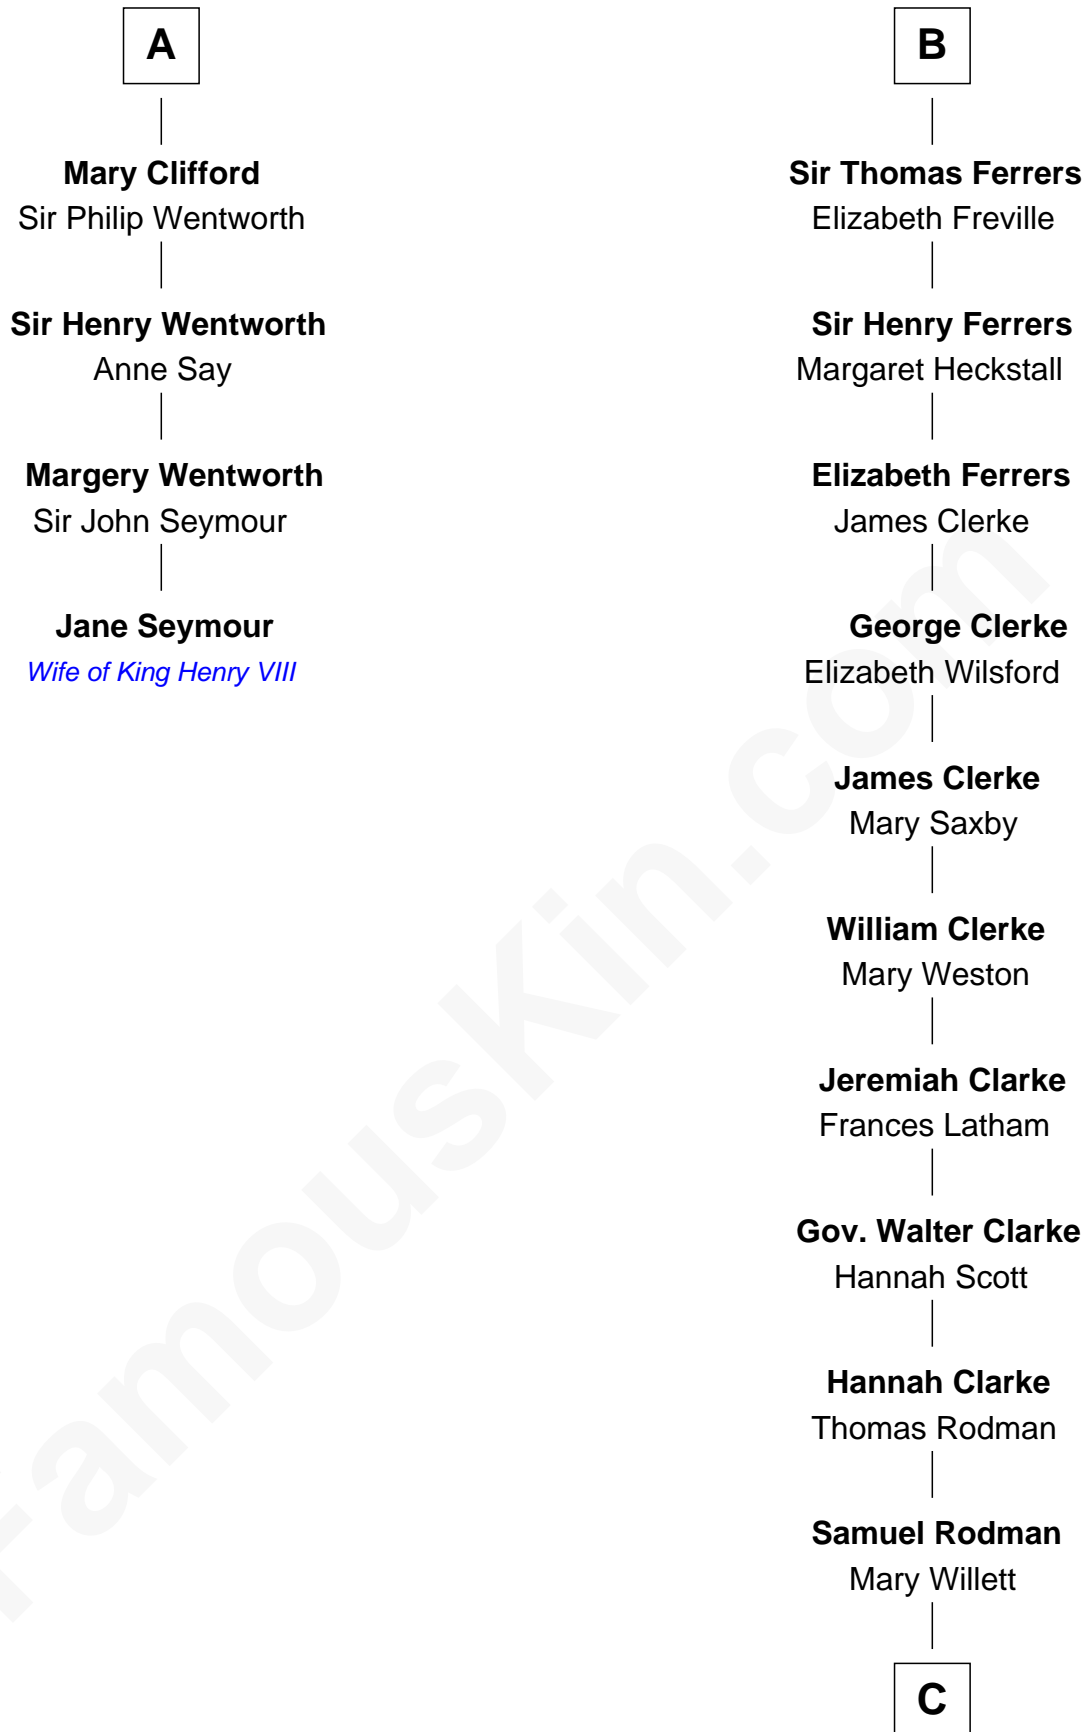 A
Mary Clifford
Sir Philip Wentworth
Sir Henry Wentworth
Anne Say
Margery Wentworth
Sir John Seymour
Jane Seymour
Wife of King Henry VIII
B
Sir Thomas Ferrers
Elizabeth Freville
Sir Henry Ferrers
Margaret Heckstall
Elizabeth Ferrers
James Clerke
George Clerke
Elizabeth Wilsford
James Clerke
Mary Saxby
William Clerke
Mary Weston
Jeremiah Clarke
Frances Latham
Gov. Walter Clarke
Hannah Scott
Hannah Clarke
Thomas Rodman
Samuel Rodman
Mary Willett
C
FamousKin.com